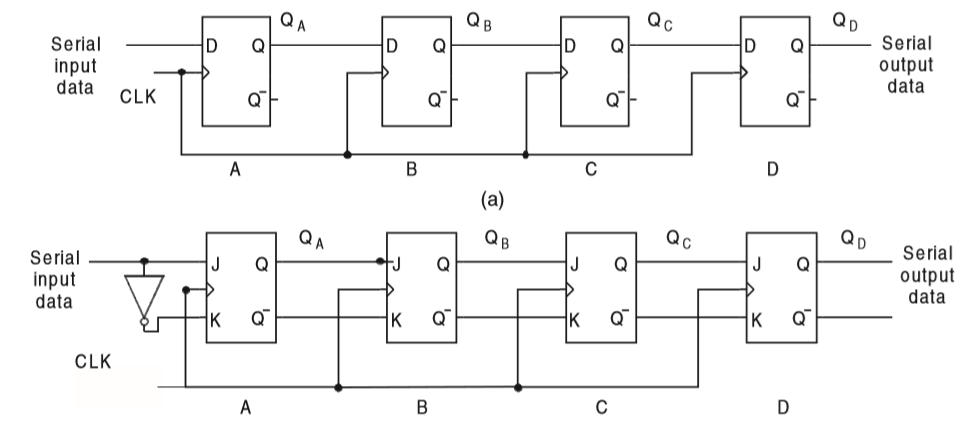 Serial input data
CLK
Q A
Q B
Q C
Q D
D Q Q̄
D Q Q̄
D Q Q̄
D Q Q̄
Serial output data
A B C D
(a)
Serial input data
CLK
Q A
Q B
Q C
Q D
J Q K Q̄
J Q K Q̄
J Q K Q̄
J Q K Q̄
Serial output data
A B C D